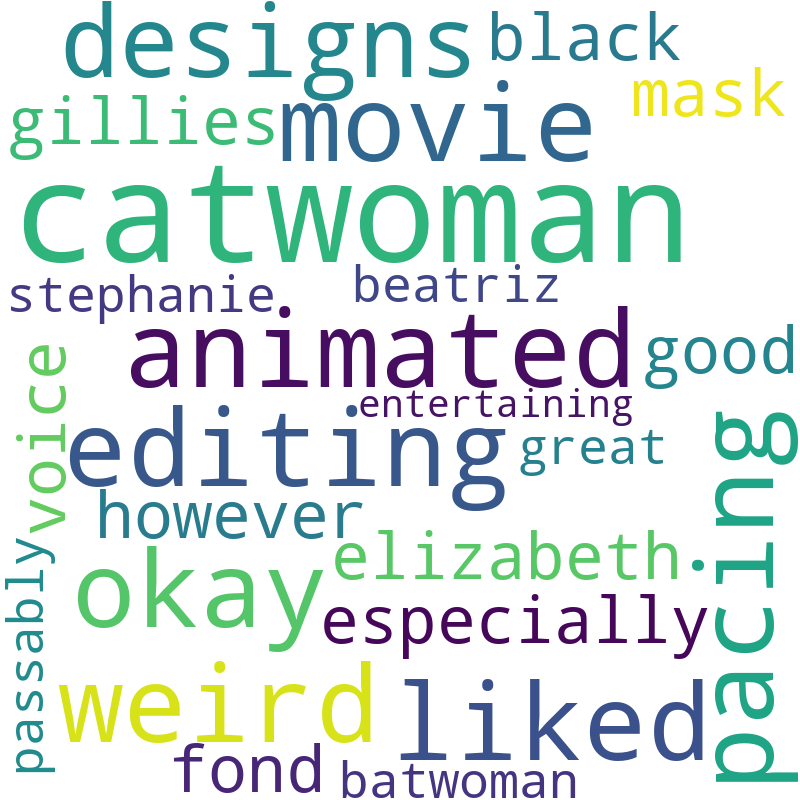 designs
black
mask
gillies
movie
catwoman
stephanie
beatriz
animated
good
voice
entertaining
editing
great
pacing
however
elizabeth
passably
okay
especially
weird
liked
fond
batwoman